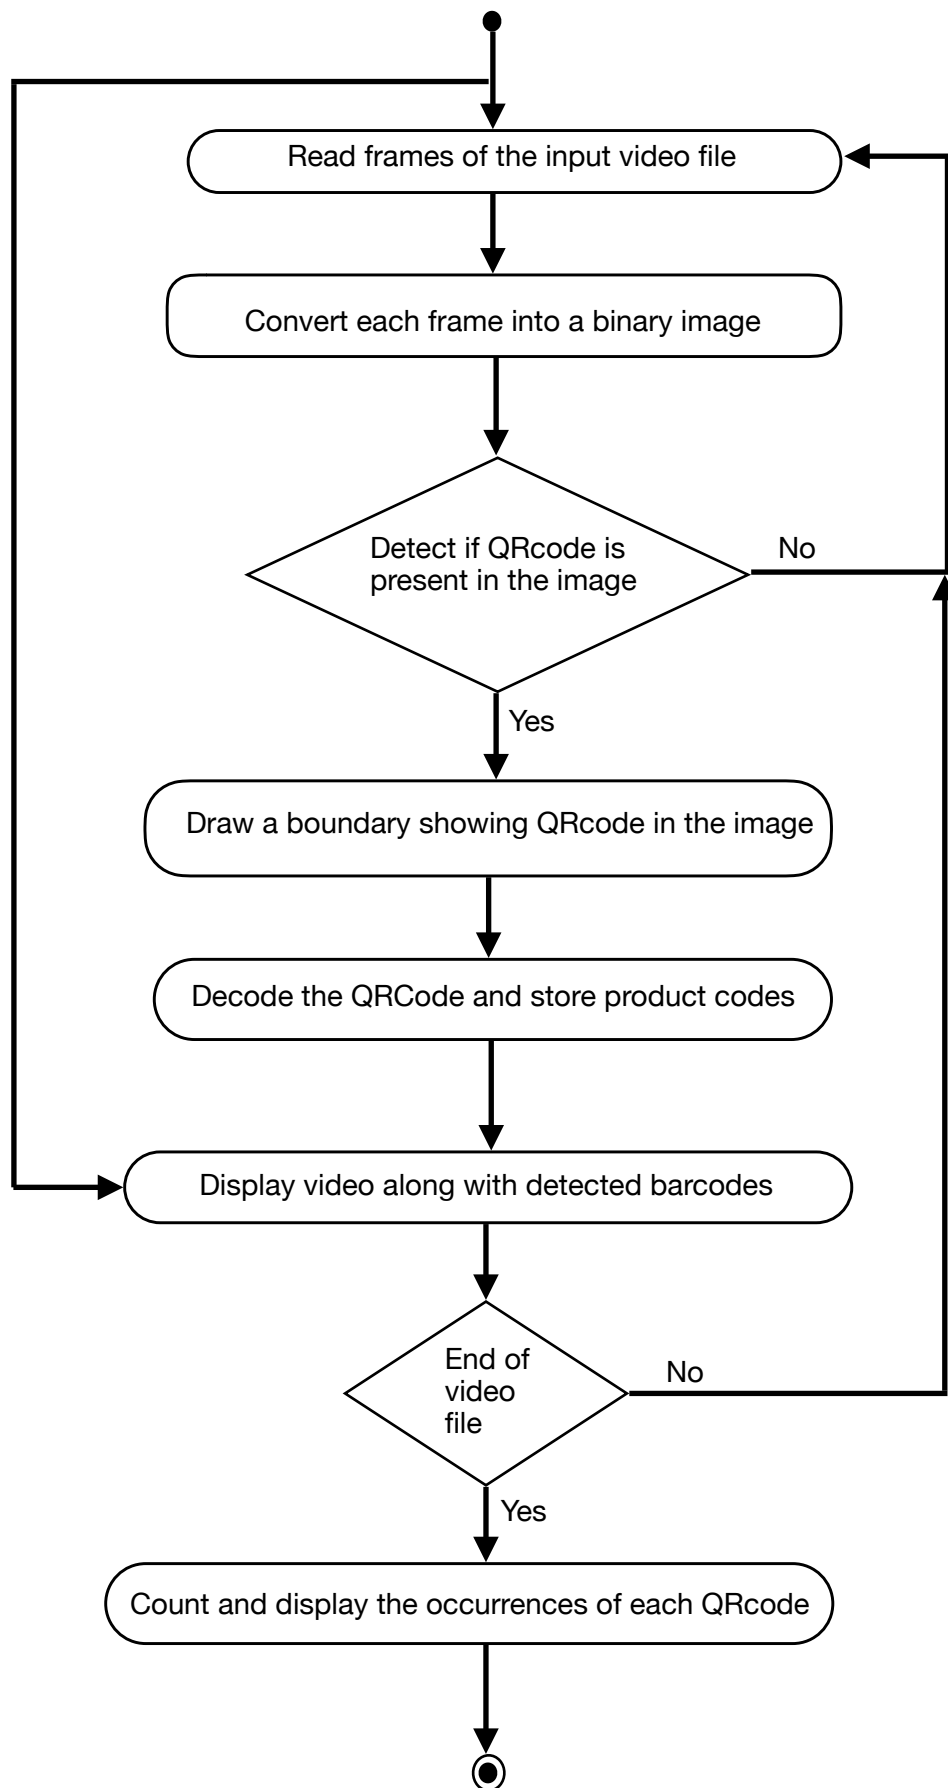 Read frames of the input video file
Convert each frame into a binary image
Detect if QRcode is
present in the image
No
Yes
Draw a boundary showing QRcode in the image
Decode the QRCode and store product codes
Display video along with detected barcodes
End of
video
file
No
Yes
Count and display the occurrences of each QRcode